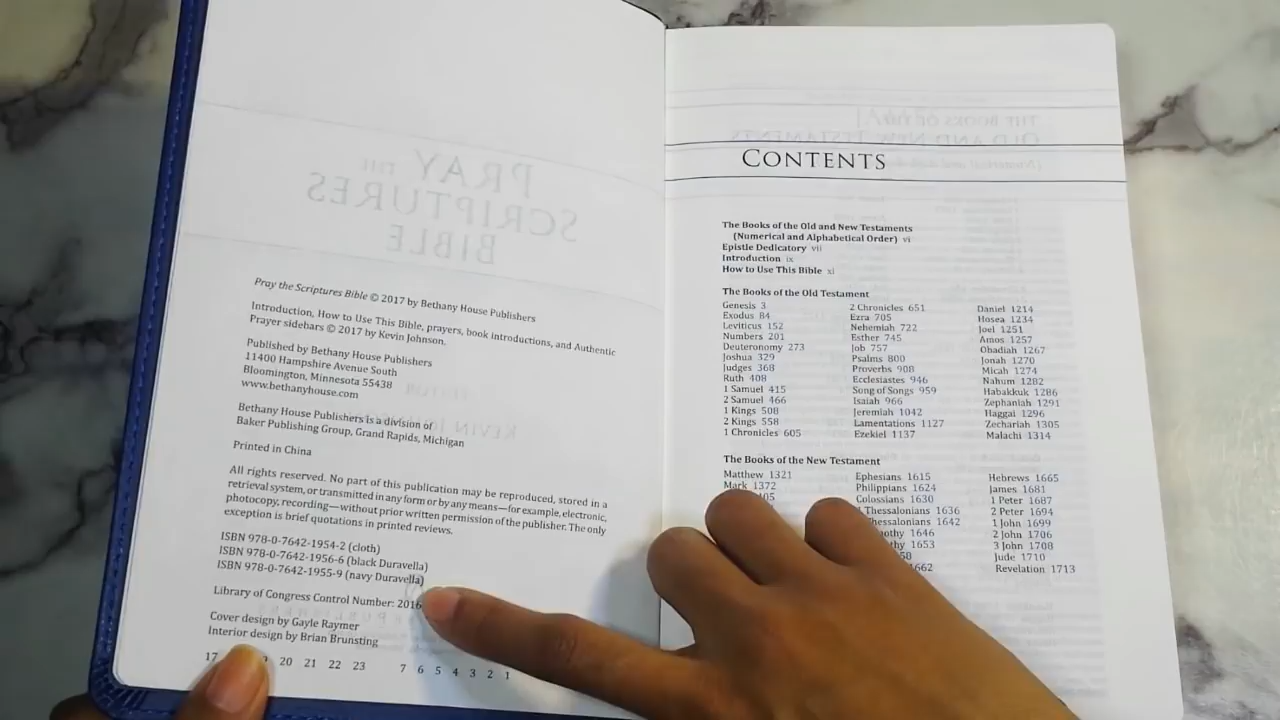 Pray the Scriptures Bible © 2017 by Bethany House Publishers
Introduction, How to Use This Bible, prayers, book introductions, and Authentic
Prayer sidebars © 2017 by Kevin Johnson.
Published by Bethany House Publishers
11400 Hampshire Avenue South
Bloomington, Minnesota 55438
www.bethanyhouse.com
Bethany House Publishers is a division of
Baker Publishing Group, Grand Rapids, Michigan
Printed in China
All rights reserved. No part of this publication may be reproduced, stored in a
retrieval system, or transmitted in any form or by any means—for example, electronic,
photocopy, recording—without prior written permission of the publisher. The only
exception is brief quotations in printed reviews.
ISBN 978-0-7642-1954-2 (cloth)
ISBN 978-0-7642-1956-6 (black Duravella)
ISBN 978-0-7642-1955-9 (navy Duravella)
Library of Congress Control Number: 2016
Cover design by Gayle Raymer
Interior design by Brian Brunsting
17 20 21 22 23 7 6 5 4 3 2 1
CONTENTS
The Books of the Old and New Testaments
(Numerical and Alphabetical Order) vi
Epistle Dedicatory vii
Introduction ix
How to Use This Bible xi
The Books of the Old Testament
Genesis 3
Exodus 84
Leviticus 152
Numbers 201
Deuteronomy 273
Joshua 329
Judges 368
Ruth 408
1 Samuel 415
2 Samuel 466
1 Kings 508
2 Kings 558
1 Chronicles 605
2 Chronicles 651
Ezra 705
Nehemiah 722
Esther 745
Job 757
Psalms 800
Proverbs 908
Ecclesiastes 946
Song of Songs 959
Isaiah 966
Jeremiah 1042
Lamentations 1127
Ezekiel 1137
Daniel 1214
Hosea 1234
Joel 1251
Amos 1257
Obadiah 1267
Jonah 1270
Micah 1274
Nahum 1282
Habakkuk 1286
Zephaniah 1291
Haggai 1296
Zechariah 1305
Malachi 1314
The Books of the New Testament
Matthew 1321
Mark 1372
Ephesians 1615
Philippians 1624
Colossians 1630
Thessalonians 1636
Thessalonians 1642
1646
1653
Hebrews 1665
James 1681
1 Peter 1687
2 Peter 1694
1 John 1699
2 John 1706
3 John 1708
Jude 1710
Revelation 1713